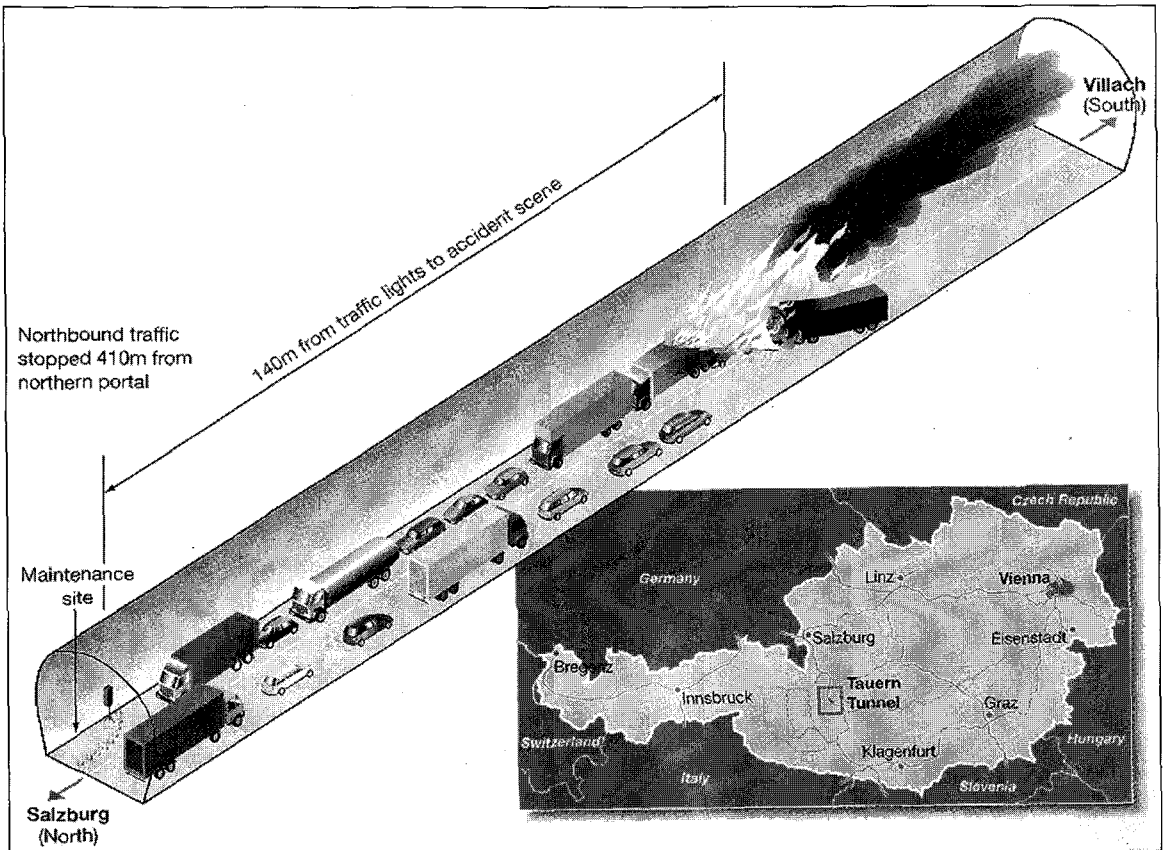 Villach
(South)
140m from traffic lights to accident scene
Northbound traffic
stopped 410m from
northern portal
Maintenance
site
Salzburg
(North)
Czech Republic
Germany
Linz
Vienna
Salzburg
Eisenstadt
Bregenz
Innsbruck
Tauern
Tunnel
Graz
Switzerland
Klagenfurt
Hungary
Italy
Slovenia